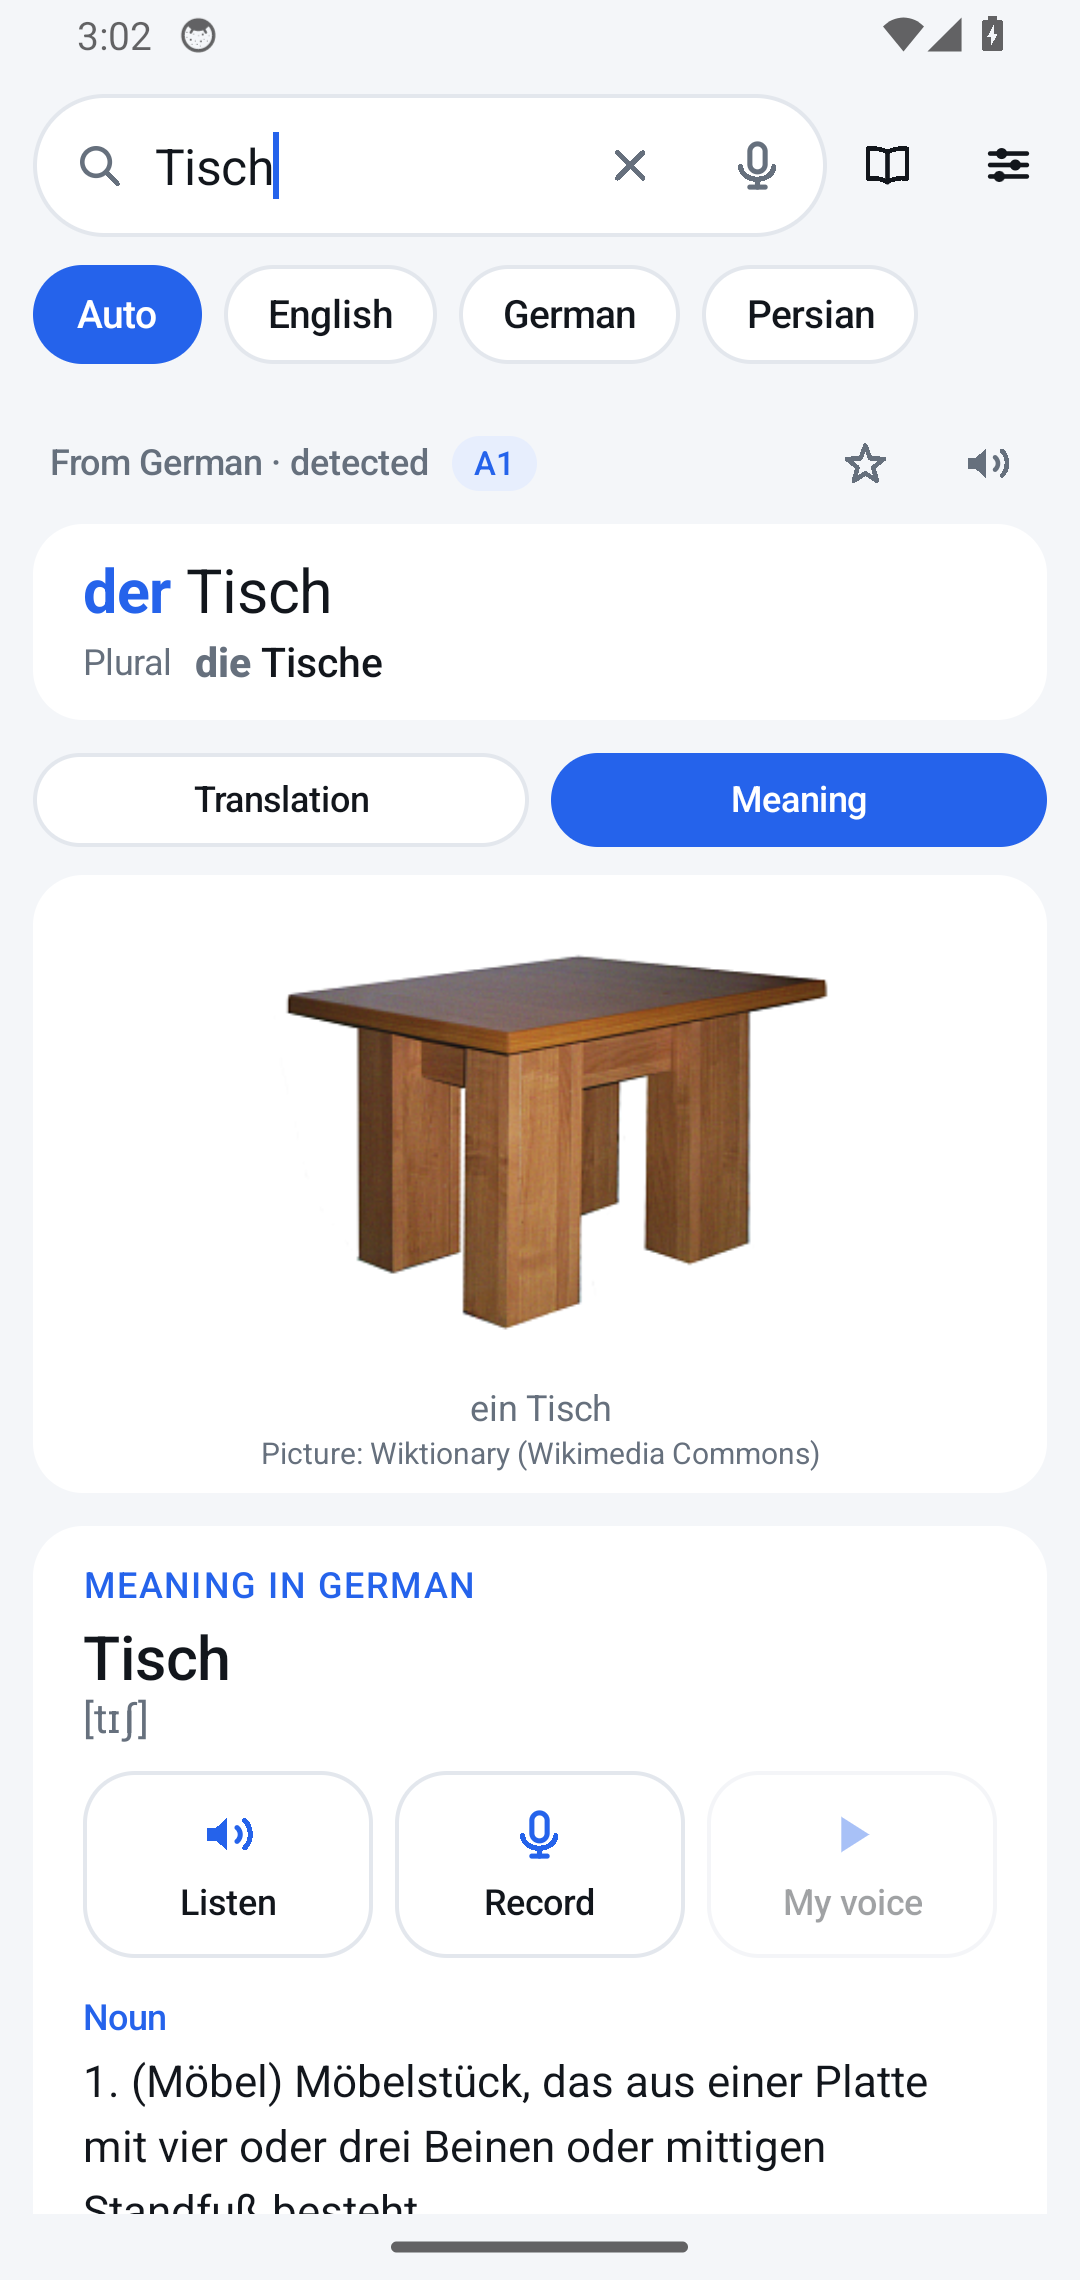 3:02
Tisch
Auto
English
German
Persian
From German · detected
A1
der Tisch
Plural die Tische
Translation
Meaning
ein Tisch
Picture: Wiktionary (Wikimedia Commons)
MEANING IN GERMAN
Tisch
[tɪʃ]
Listen
Record
My voice
Noun
1. (Möbel) Möbelstück, das aus einer Platte
mit vier oder drei Beinen oder mittigen
Standfuß besteht